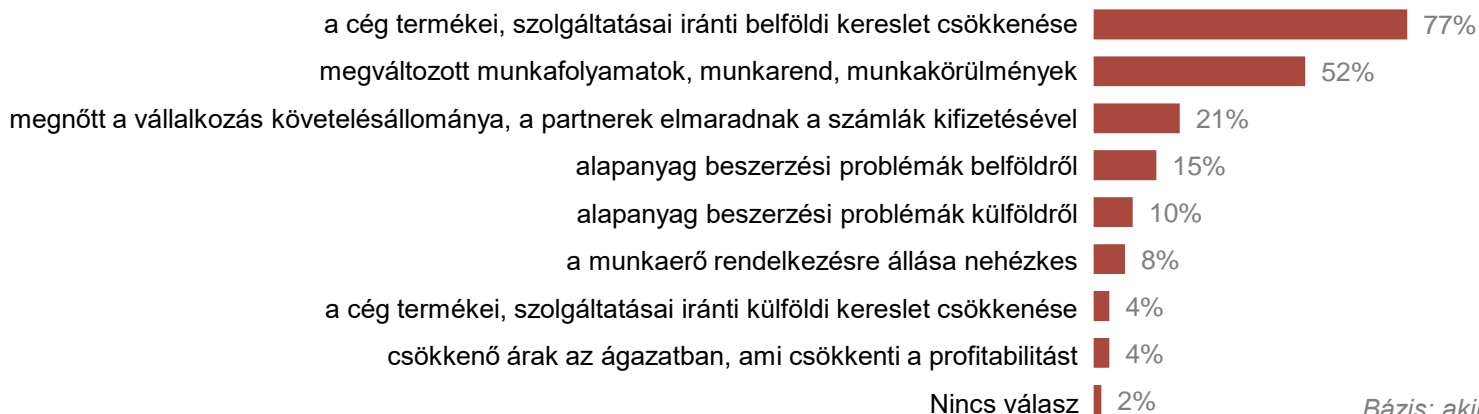 a cég termékei, szolgáltatásai iránti belföldi kereslet csökkenése 77%
megváltozott munkafolyamatok, munkarend, munkakörülmények 52%
megnőtt a vállalkozás követelésállománya, a partnerek elmaradnak a számlák kifizetésével 21%
alapanyag beszerzési problémák belföldről 15%
alapanyag beszerzési problémák külföldről 10%
a munkaerő rendelkezésre állása nehézkes 8%
a cég termékei, szolgáltatásai iránti külföldi kereslet csökkenése 4%
csökkenő árak az ágazatban, ami csökkenti a profitabilitást 4%
Nincs válasz 2%
Bázis: